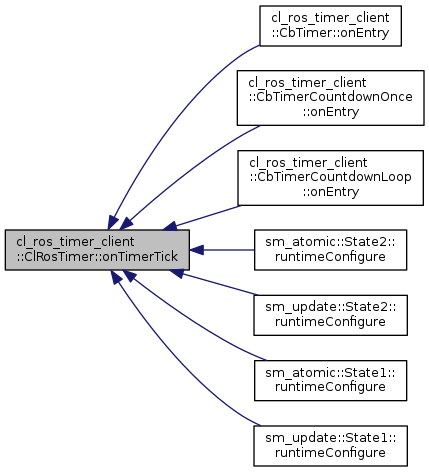 cl_ros_timer_client
::CbTimer::onEntry
cl_ros_timer_client
::CbTimerCountdownOnce
::onEntry
cl_ros_timer_client
::CbTimerCountdownLoop
::onEntry
cl_ros_timer_client
::ClRosTimer::onTimerTick
sm_atomic::State2::
runtimeConfigure
sm_update::State2::
runtimeConfigure
sm_atomic::State1::
runtimeConfigure
sm_update::State1::
runtimeConfigure